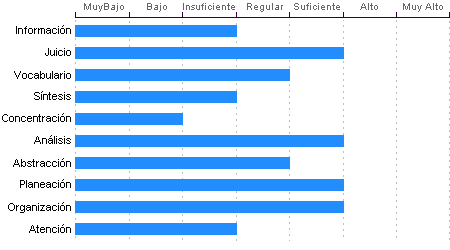 MuyBajo Bajo Insuficiente Regular Suficiente Alto Muy Alto
Información
Juicio
Vocabulario
Síntesis
Concentración
Análisis
Abstracción
Planeación
Organización
Atención